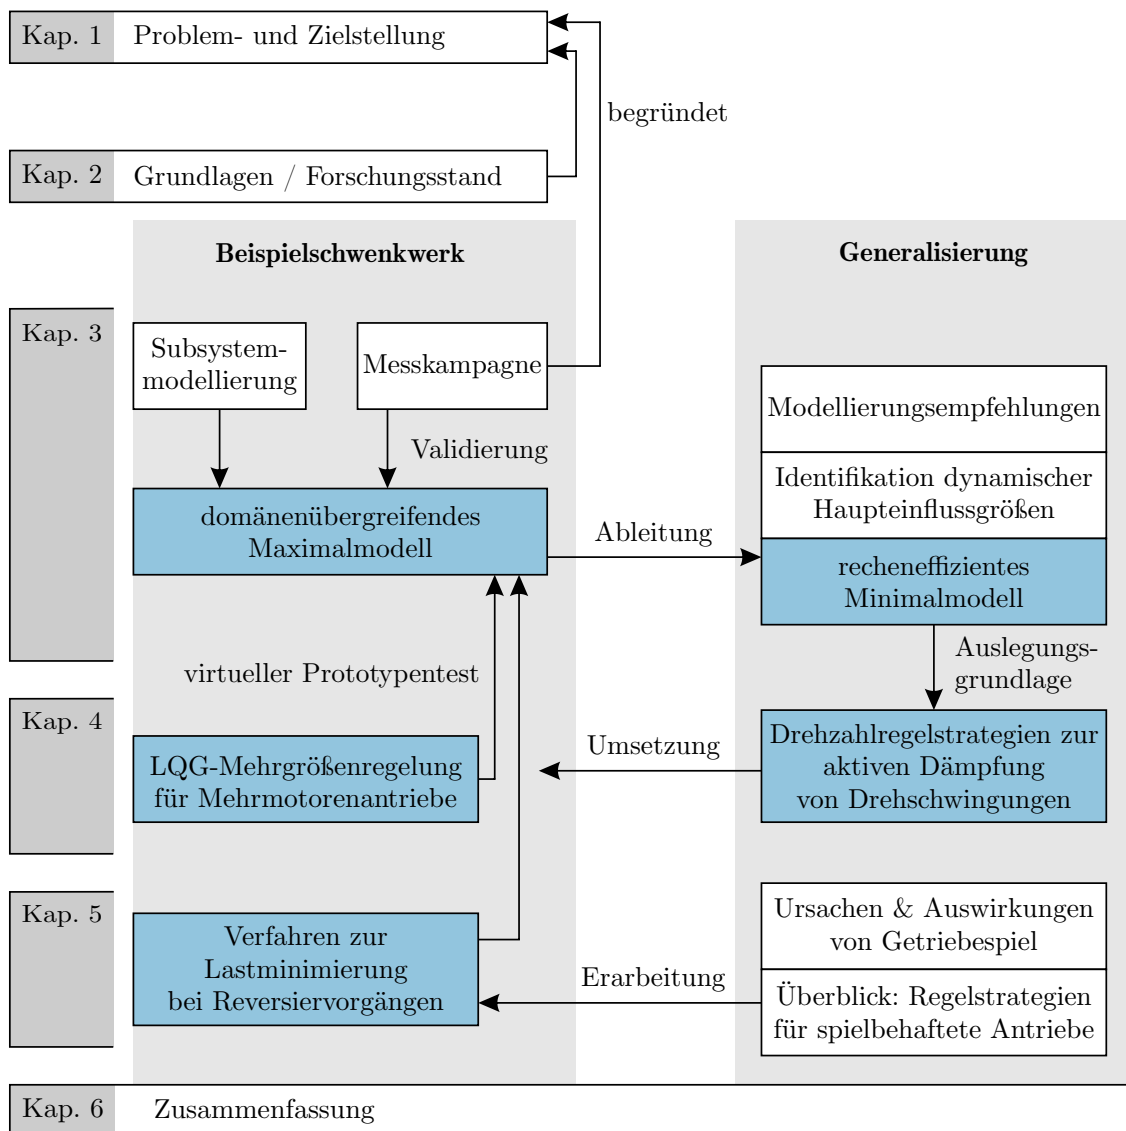 Kap. 1 Problem- und Zielstellung
begründet
Kap. 2 Grundlagen / Forschungsstand
Beispielschwenkwerk
Generalisierung
Kap. 3
Subsystem-
modellierung
Messkampagne
Validierung
domänenübergreifendes
Maximalmodell
Ableitung
Modellierungsempfehlungen
Identifikation dynamischer
Haupteinflussgrößen
recheneffizientes
Minimalmodell
Auslegungs-
grundlage
virtueller Prototypentest
Kap. 4
LQG-Mehrgrößenregelung
für Mehrmotorenantriebe
Umsetzung
Drehzahlregelstrategien zur
aktiven Dämpfung
von Drehschwingungen
Kap. 5
Verfahren zur
Lastminimierung
bei Reversiervorgängen
Erarbeitung
Ursachen & Auswirkungen
von Getriebespiel
Überblick: Regelstrategien
für spielbehaftete Antriebe
Kap. 6 Zusammenfassung